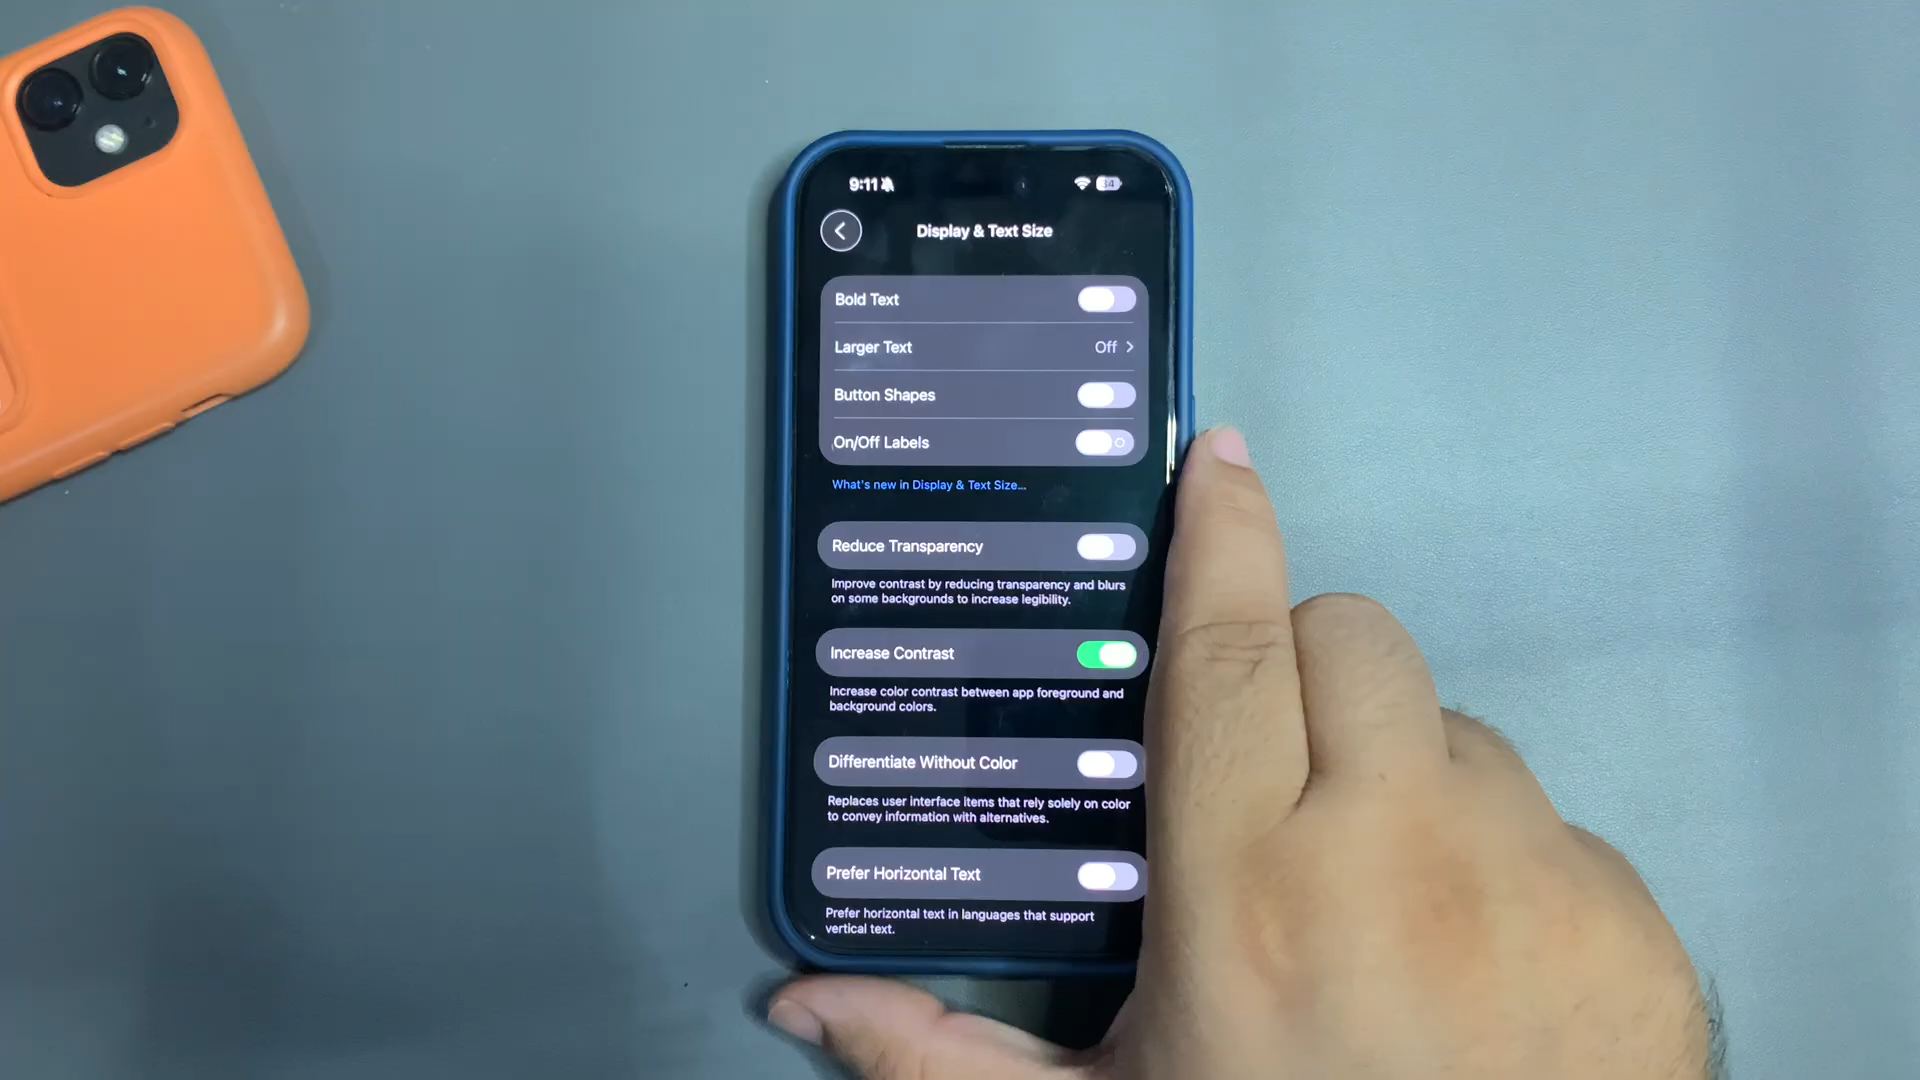 9:11
34
Display & Text Size
Bold Text
Larger Text Off
Button Shapes
On/Off Labels
What's new in Display & Text Size...
Reduce Transparency
Improve contrast by reducing transparency and blurs
on some backgrounds to increase legibility.
Increase Contrast
Increase color contrast between app foreground and
background colors.
Differentiate Without Color
Replaces user interface items that rely solely on color
to convey information with alternatives.
Prefer Horizontal Text
Prefer horizontal text in languages that support
vertical text.